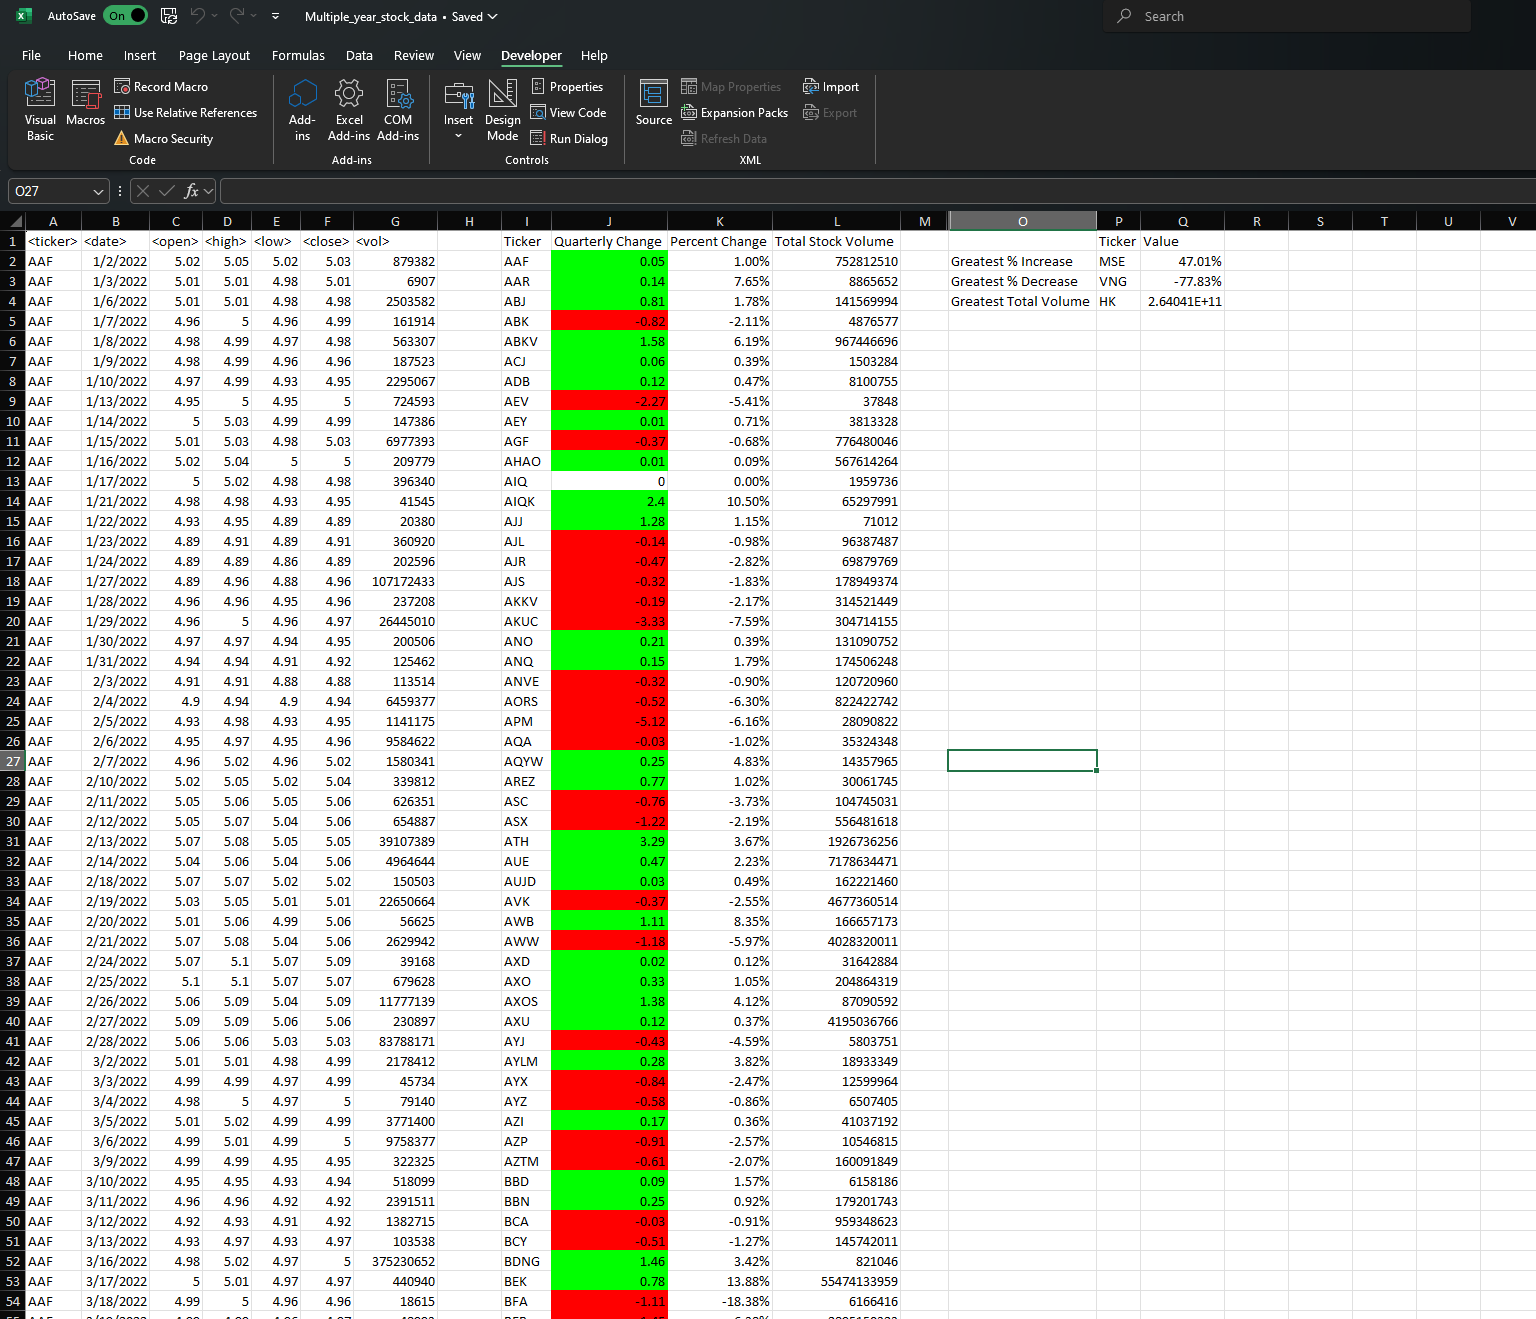 AutoSave On Multiple_year_stock_data • Saved Search
File Home Insert Page Layout Formulas Data Review View Developer Help
Visual Basic Macros Record Macro Use Relative References Macro Security Code
Add-ins Excel Add-ins COM Add-ins Add-ins
Insert Design Mode Properties View Code Run Dialog Controls
Source Map Properties Expansion Packs Refresh Data Import Export XML
O27 fx
A B C D E F G H I J K L M O P Q R S T U V
1 <ticker> <date> <open> <high> <low> <close> <vol> Ticker Quarterly Change Percent Change Total Stock Volume Ticker Value
2 AAF 1/2/2022 5.02 5.05 5.02 5.03 879382 AAF 0.05 1.00% 752812510 Greatest % Increase MSE 47.01%
3 AAF 1/3/2022 5.01 5.01 4.98 5.01 6907 AAR 0.14 7.65% 8865652 Greatest % Decrease VNG -77.83%
4 AAF 1/6/2022 5.01 5.01 4.98 4.98 2503582 ABJ 0.81 1.78% 141569994 Greatest Total Volume HK 2.64041E+11
5 AAF 1/7/2022 4.96 5 4.96 4.99 161914 ABK -0.82 -2.11% 4876577
6 AAF 1/8/2022 4.98 4.99 4.97 4.98 563307 ABKV 1.58 6.19% 967446696
7 AAF 1/9/2022 4.98 4.99 4.96 4.96 187523 ACJ 0.06 0.39% 1503284
8 AAF 1/10/2022 4.97 4.99 4.93 4.95 2295067 ADB 0.12 0.47% 8100755
9 AAF 1/13/2022 4.95 5 4.95 5 724593 AEV -2.27 -5.41% 37848
10 AAF 1/14/2022 5 5.03 4.99 4.99 147386 AEY 0.01 0.71% 3813328
11 AAF 1/15/2022 5.01 5.03 4.98 5.03 6977393 AGF -0.37 -0.68% 776480046
12 AAF 1/16/2022 5.02 5.04 5 5 209779 AHAO 0.01 0.09% 567614264
13 AAF 1/17/2022 5 5.02 4.98 4.98 396340 AIQ 0 0.00% 1959736
14 AAF 1/21/2022 4.98 4.98 4.93 4.95 41545 AIQK 2.4 10.50% 65297991
15 AAF 1/22/2022 4.93 4.95 4.89 4.89 20380 AJJ 1.28 1.15% 71012
16 AAF 1/23/2022 4.89 4.91 4.89 4.91 360920 AJL -0.14 -0.98% 96387487
17 AAF 1/24/2022 4.89 4.89 4.86 4.89 202596 AJR -0.47 -2.82% 69879769
18 AAF 1/27/2022 4.89 4.96 4.88 4.96 107172433 AJS -0.32 -1.83% 178949374
19 AAF 1/28/2022 4.96 4.96 4.95 4.96 237208 AKKV -0.19 -2.17% 314521449
20 AAF 1/29/2022 4.96 5 4.96 4.97 26445010 AKUC -3.33 -7.59% 304714155
21 AAF 1/30/2022 4.97 4.97 4.94 4.95 200506 ANO 0.21 0.39% 131090752
22 AAF 1/31/2022 4.94 4.94 4.91 4.92 125462 ANQ 0.15 1.79% 174506248
23 AAF 2/3/2022 4.91 4.91 4.88 4.88 113514 ANVE -0.32 -0.90% 120720960
24 AAF 2/4/2022 4.9 4.94 4.9 4.94 6459377 AORS -0.52 -6.30% 822422742
25 AAF 2/5/2022 4.93 4.98 4.93 4.95 1141175 APM -5.12 -6.16% 28090822
26 AAF 2/6/2022 4.95 4.97 4.95 4.96 9584622 AQA -0.03 -1.02% 35324348
27 AAF 2/7/2022 4.96 5.02 4.96 5.02 1580341 AQYW 0.25 4.83% 14357965
28 AAF 2/10/2022 5.02 5.05 5.02 5.04 339812 AREZ 0.77 1.02% 30061745
29 AAF 2/11/2022 5.05 5.06 5.05 5.06 626351 ASC -0.76 -3.73% 104745031
30 AAF 2/12/2022 5.05 5.07 5.04 5.06 654887 ASX -1.22 -2.19% 556481618
31 AAF 2/13/2022 5.07 5.08 5.05 5.05 39107389 ATH 3.29 3.67% 1926736256
32 AAF 2/14/2022 5.04 5.06 5.04 5.06 4964644 AUE 0.47 2.23% 7178634471
33 AAF 2/18/2022 5.07 5.07 5.02 5.02 150503 AUJD 0.03 0.49% 162221460
34 AAF 2/19/2022 5.03 5.05 5.01 5.01 22650664 AVK -0.37 -2.55% 4677360514
35 AAF 2/20/2022 5.01 5.06 4.99 5.06 56625 AWB 1.11 8.35% 166657173
36 AAF 2/21/2022 5.07 5.08 5.04 5.06 2629942 AWW -1.18 -5.97% 4028320011
37 AAF 2/24/2022 5.07 5.1 5.07 5.09 39168 AXD 0.02 0.12% 31642884
38 AAF 2/25/2022 5.1 5.1 5.07 5.07 679628 AXO 0.33 1.05% 204864319
39 AAF 2/26/2022 5.06 5.09 5.04 5.09 11777139 AXOS 1.38 4.12% 87090592
40 AAF 2/27/2022 5.09 5.09 5.06 5.06 230897 AXU 0.12 0.37% 4195036766
41 AAF 2/28/2022 5.06 5.06 5.03 5.03 83788171 AYJ -0.43 -4.59% 5803751
42 AAF 3/2/2022 5.01 5.01 4.98 4.99 2178412 AYLM 0.28 3.82% 18933349
43 AAF 3/3/2022 4.99 4.99 4.97 4.99 45734 AYX -0.84 -2.47% 12599964
44 AAF 3/4/2022 4.98 5 4.97 5 79140 AYZ -0.58 -0.86% 6507405
45 AAF 3/5/2022 5.01 5.02 4.99 4.99 3771400 AZI 0.17 0.36% 41037192
46 AAF 3/6/2022 4.99 5.01 4.99 5 9758377 AZP -0.91 -2.57% 10546815
47 AAF 3/9/2022 4.99 4.99 4.95 4.95 322325 AZTM -0.61 -2.07% 160091849
48 AAF 3/10/2022 4.95 4.95 4.93 4.94 518099 BBD 0.09 1.57% 6158186
49 AAF 3/11/2022 4.96 4.96 4.92 4.92 2391511 BBN 0.25 0.92% 179201743
50 AAF 3/12/2022 4.92 4.93 4.91 4.92 1382715 BCA -0.03 -0.91% 959348623
51 AAF 3/13/2022 4.93 4.97 4.93 4.97 103538 BCY -0.51 -1.27% 145742011
52 AAF 3/16/2022 4.98 5.02 4.97 5 375230652 BDNG 1.46 3.42% 821046
53 AAF 3/17/2022 5 5.01 4.97 4.97 440940 BEK 0.78 13.88% 55474133959
54 AAF 3/18/2022 4.99 5 4.96 4.96 18615 BFA -1.11 -18.38% 6166416